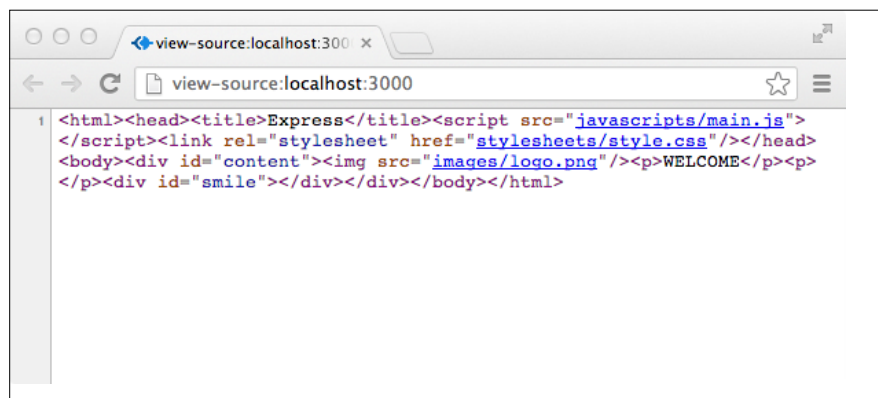 view-source:localhost:300
view-source:localhost:3000
1 <html><head><title>Express</title><script src="javascripts/main.js">
</script><link rel="stylesheet" href="stylesheets/style.css"/></head>
<body><div id="content"><img src="images/logo.png"/><p>WELCOME</p><p>
</p><div id="smile"></div></div></body></html>